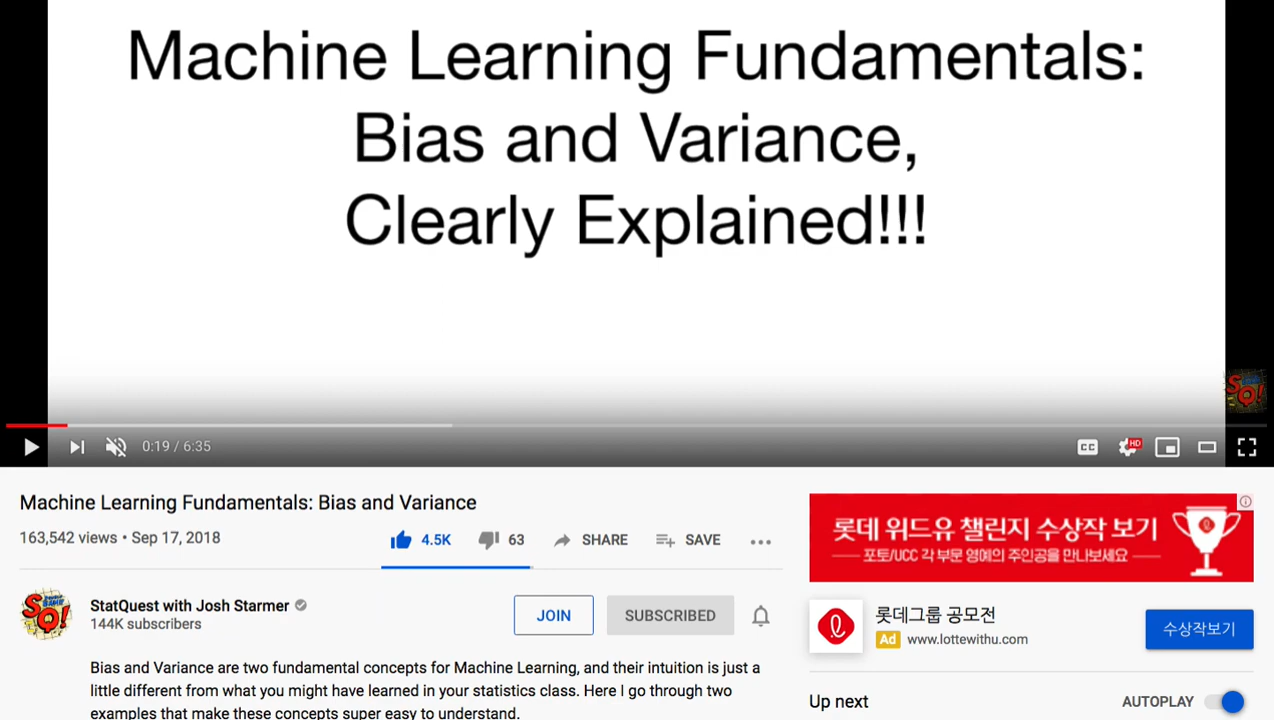 Machine Learning Fundamentals:
Bias and Variance,
Clearly Explained!!!
SQ!
0:19 / 6:35
CC
HD
Machine Learning Fundamentals: Bias and Variance
163,542 views • Sep 17, 2018
4.5K
63
SHARE
SAVE
SQ!
StatQuest with Josh Starmer
144K subscribers
JOIN
SUBSCRIBED
Bias and Variance are two fundamental concepts for Machine Learning, and their intuition is just a
little different from what you might have learned in your statistics class. Here I go through two
examples that make these concepts super easy to understand.
롯데 위드유 챌린지 수상작 보기
포토/UCC 각 부문 영예의 주인공을 만나보세요
롯데그룹 공모전
Ad www.lottewithu.com
수상작보기
Up next
AUTOPLAY